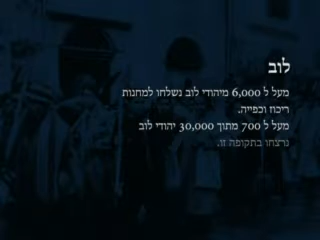 לוב
מעל ל 6,000 מיהודי לוב נשלחו למחנות
ריכוז וכפייה.
מעל ל 700 מתוך 30,000 יהודי לוב
נרצחו בתקופה זו.